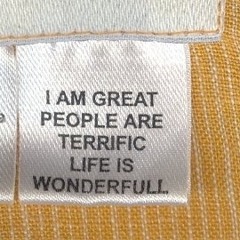 I AM GREAT
PEOPLE ARE
TERRIFIC
LIFE IS
WONDERFULL